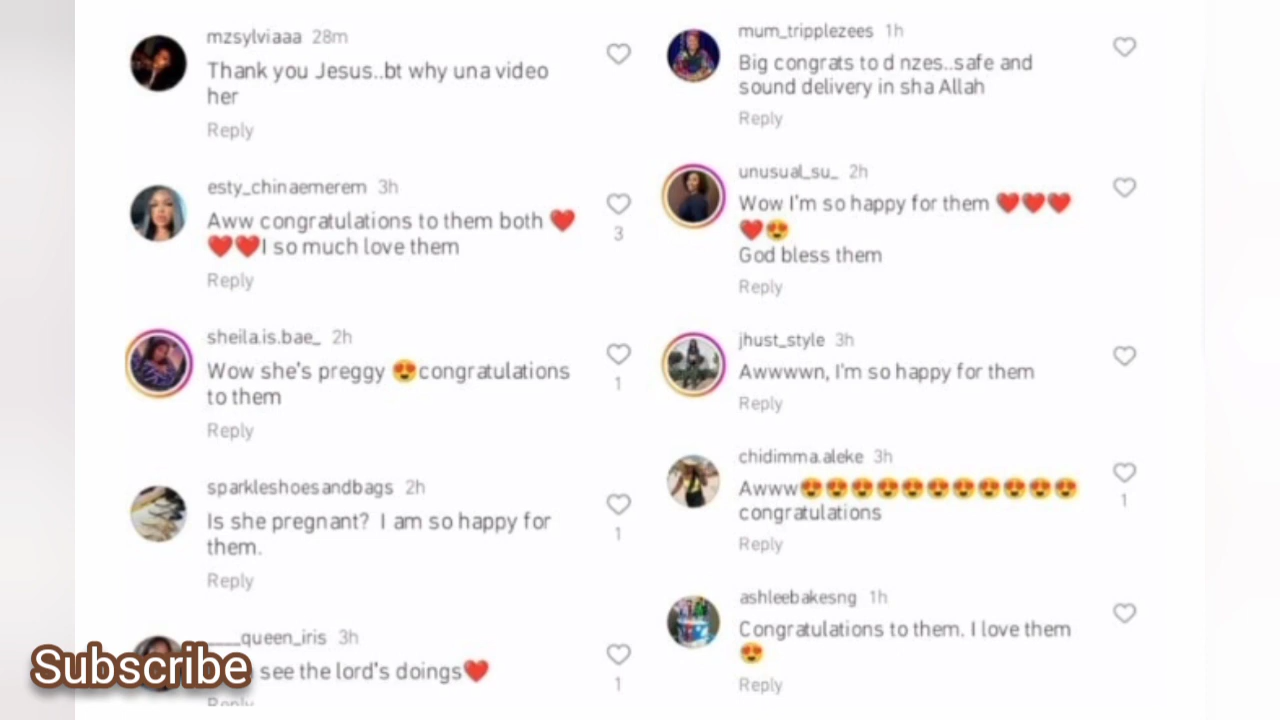 mzsylviaaa 28m
Thank you Jesus..bt why una video
her
Reply
esty_chinaemerem 3h
Aww congratulations to them both ❤️
❤️❤️I so much love them
3
Reply
sheila.is.bae_ 2h
Wow she's preggy 😍congratulations
to them
1
Reply
sparkleshoesandbags 2h
Is she pregnant? I am so happy for
them.
1
Reply
queen_iris 3h
see the lord's doings❤️
1
Reply
Subscribe
mum_tripplezees 1h
Big congrats to d nzes..safe and
sound delivery in sha Allah
Reply
unusual_su_ 2h
Wow I'm so happy for them ❤️❤️❤️
❤️😍
God bless them
Reply
jhust_style 3h
Awwwwn, I'm so happy for them
Reply
chidimma.aleke 3h
Awww😍😍😍😍😍😍😍😍😍😍😍
congratulations
1
Reply
ashleebakesng 1h
Congratulations to them. I love them
😍
Reply